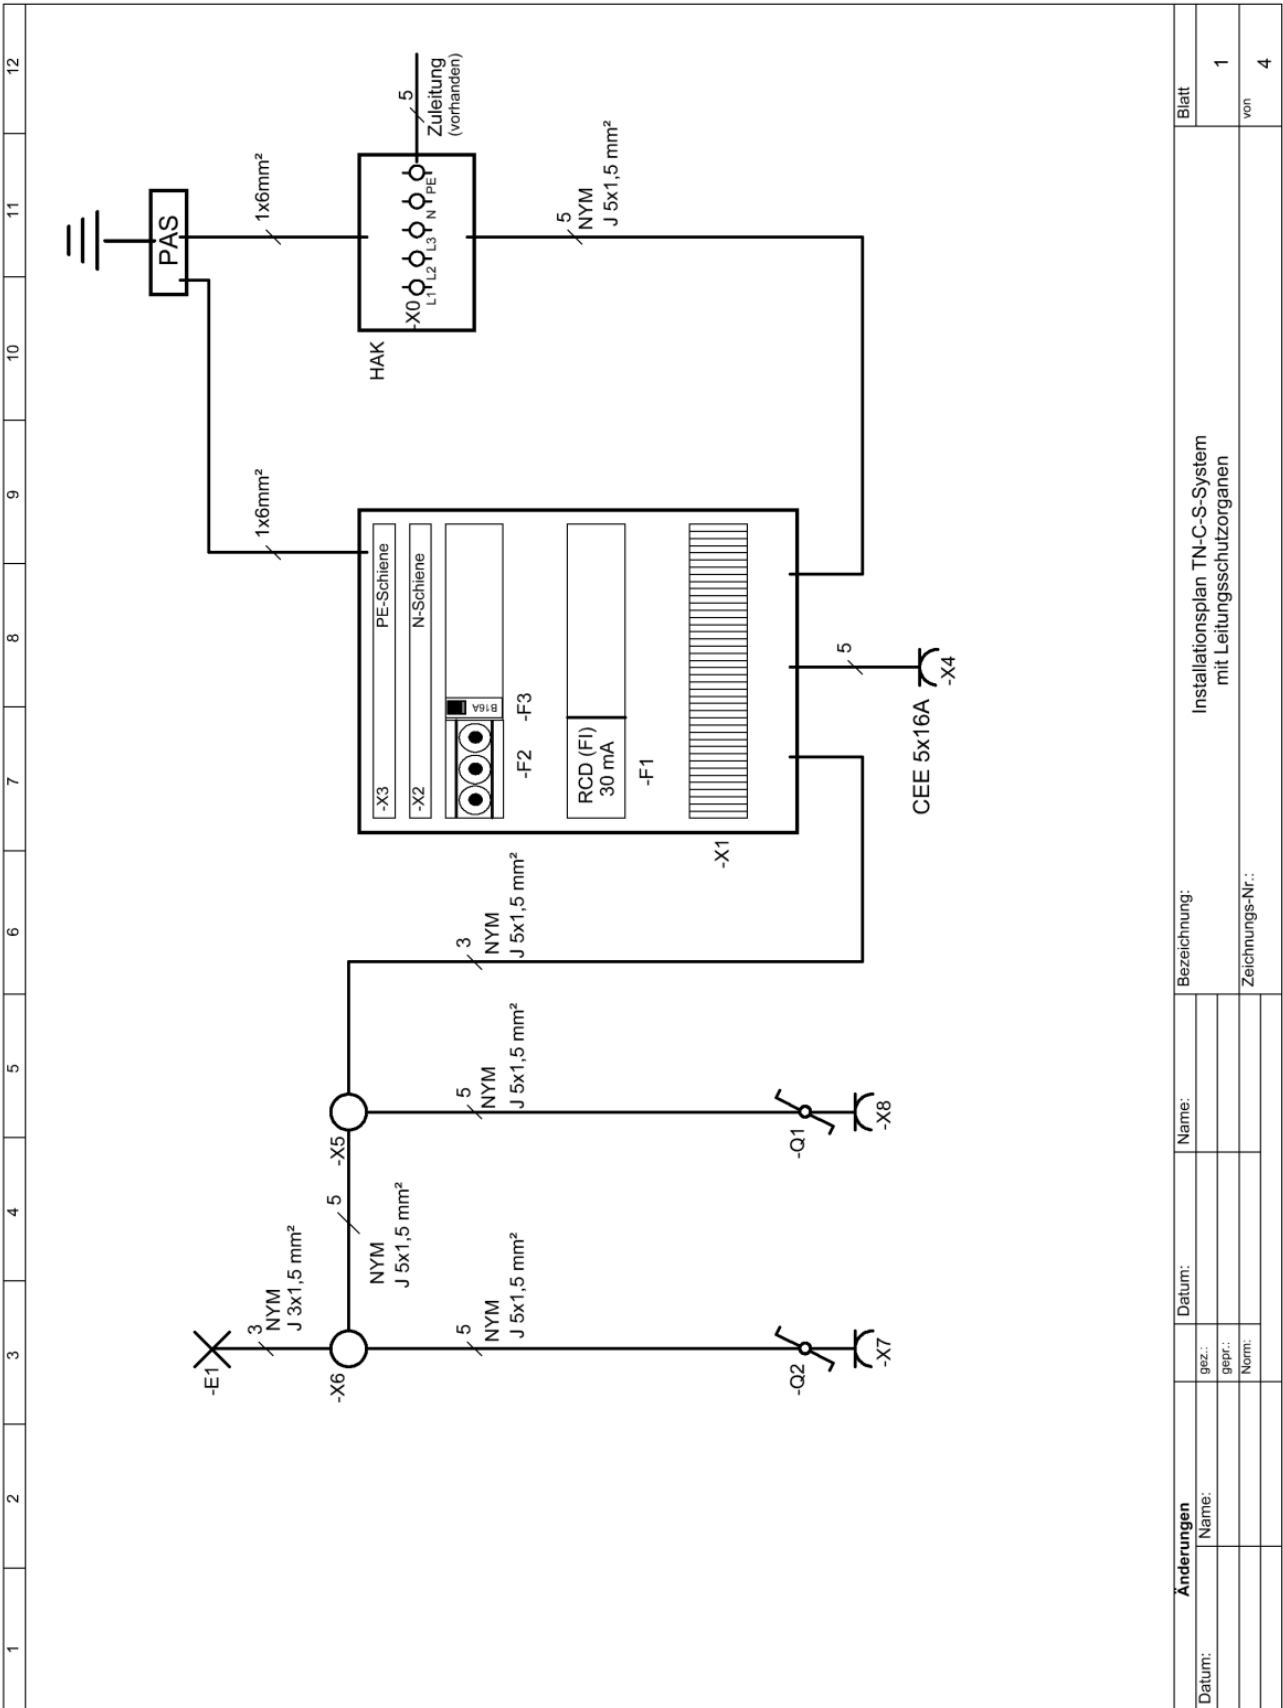 1
2
3
4
5
6
7
8
9
10
11
12
PAS
1x6mm²
1x6mm²
-E1
3
NYM
J 3x1,5 mm²
-X6
5
NYM
J 5x1,5 mm²
-X5
3
NYM
J 5x1,5 mm²
5
NYM
J 5x1,5 mm²
5
NYM
J 5x1,5 mm²
-Q2
-X7
-Q1
-X8
-X3
PE-Schiene
-X2
N-Schiene
B16A
-F2
-F3
RCD (FI)
30 mA
-F1
-X1
5
CEE 5x16A
-X4
HAK
-X0
L1 L2 L3 N PE
5
Zuleitung
(vorhanden)
5
NYM
J 5x1,5 mm²
Änderungen
Datum:
Name:
gez.:
gepr.:
Norm:
Datum:
Name:
Bezeichnung:
Installationsplan TN-C-S-System
mit Leitungsschutzorganen
Zeichnungs-Nr.:
Blatt
1
von
4